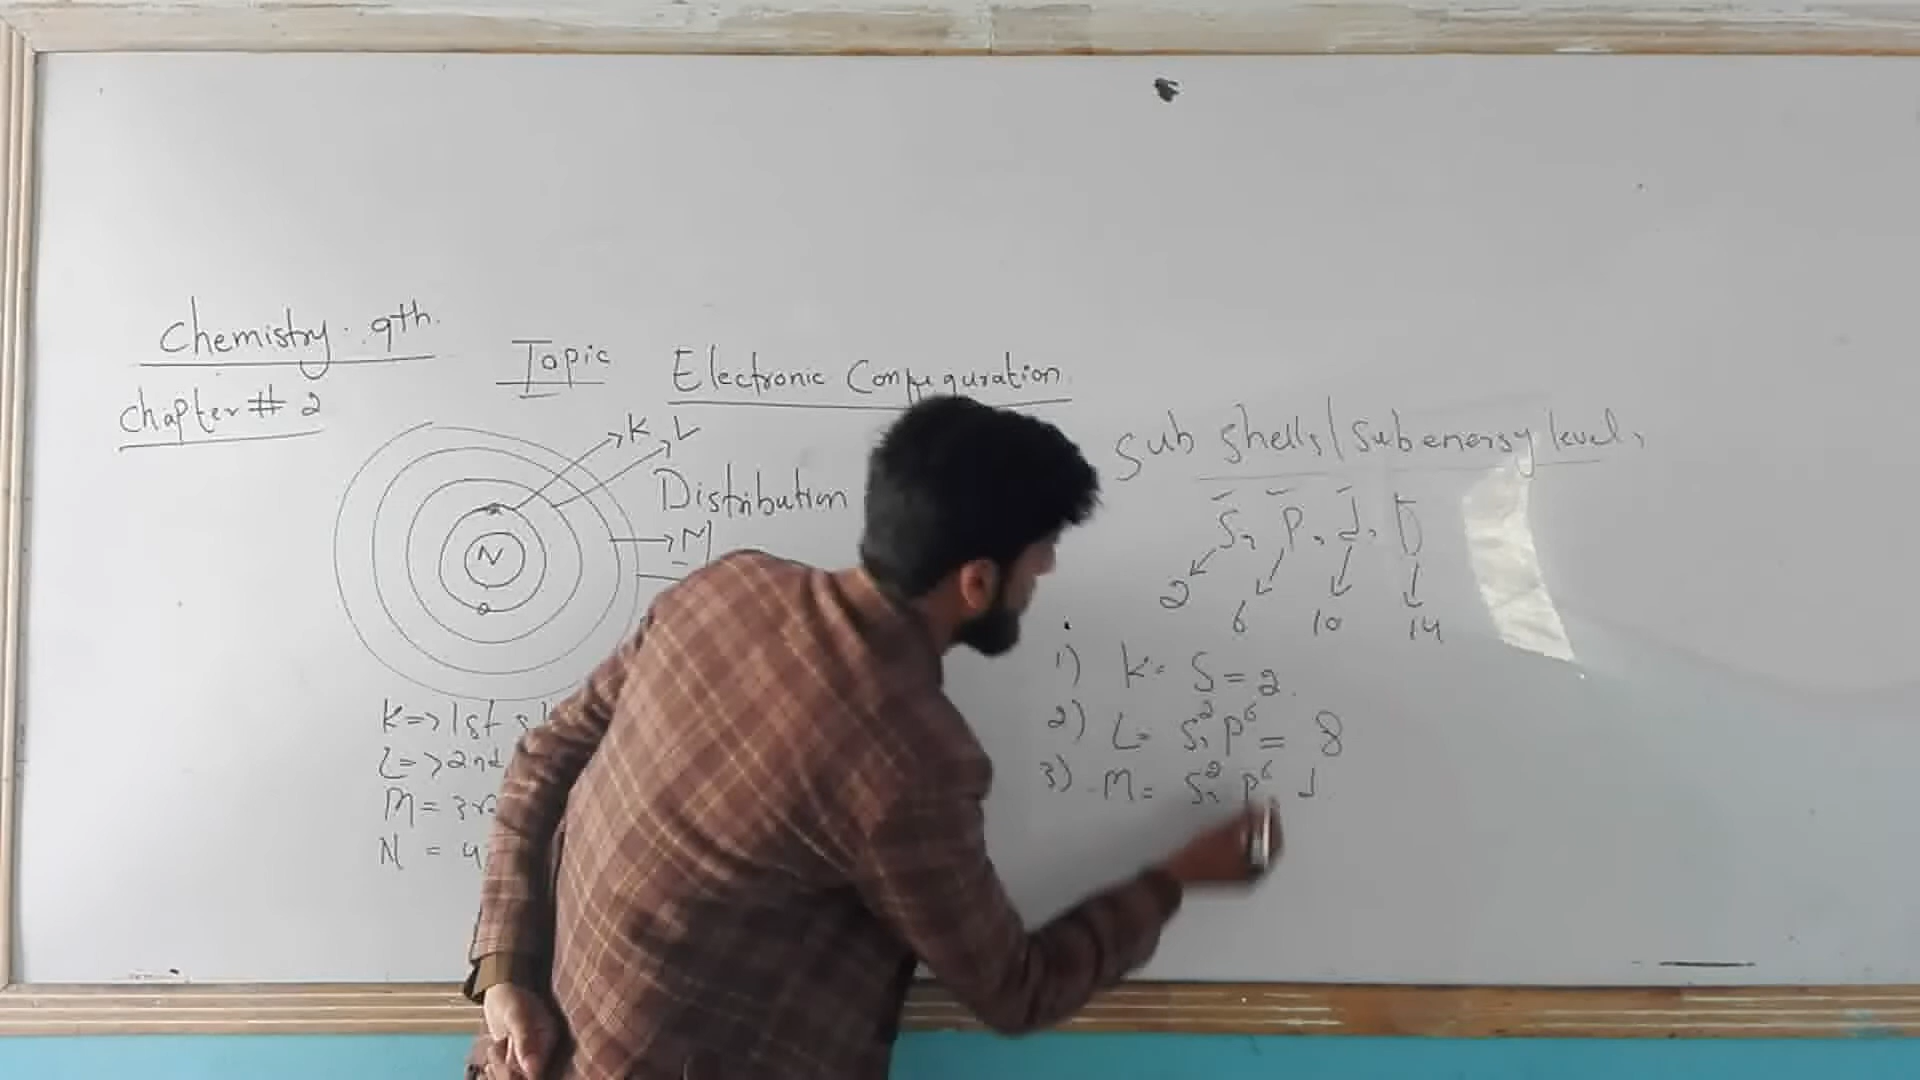 Chemistry. 9th.
Chapter # 2
Topic
Electronic Configuration.
K L
Distribution
M
N
K => 1st
L => 2nd
M = 3r
N = 4
Sub Shells / Sub energy levels
S, P, d, f
2 6 10 14
1) K = S = 2.
2) L = S², P⁶ = 8
3) M = S², P⁶ d